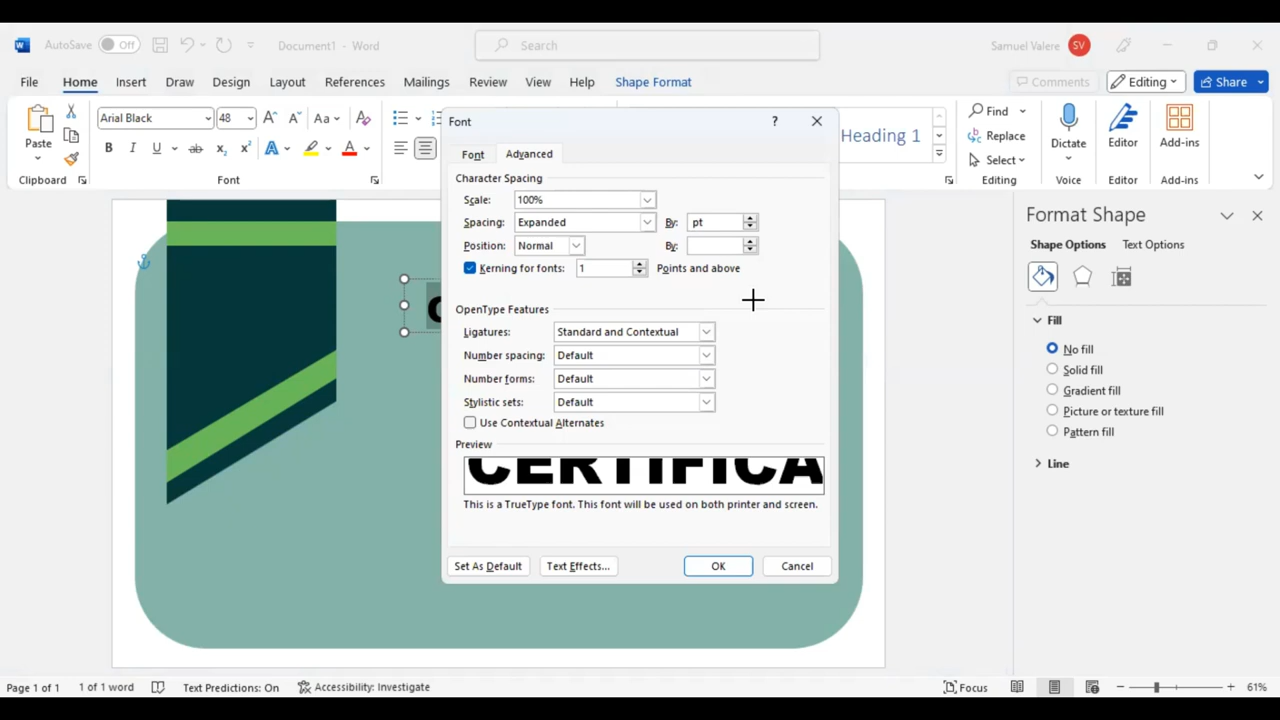 AutoSave Off Document1 - Word Search Samuel Valere SV
File Home Insert Draw Design Layout References Mailings Review View Help Shape Format Comments Editing Share
Paste Arial Black 48 Aa Heading 1 Find Dictate Editor Add-ins
Replace
Select
Clipboard Font Editing Voice Editor Add-ins
Font
Font Advanced
Character Spacing
Scale: 100%
Spacing: Expanded By: pt
Position: Normal By:
Kerning for fonts: 1 Points and above
OpenType Features
Ligatures: Standard and Contextual
Number spacing: Default
Number forms: Default
Stylistic sets: Default
Use Contextual Alternates
Preview
CERTIFICA
This is a TrueType font. This font will be used on both printer and screen.
Set As Default Text Effects... OK Cancel
Format Shape
Shape Options Text Options
Fill
No fill
Solid fill
Gradient fill
Picture or texture fill
Pattern fill
Line
Page 1 of 1 1 of 1 word Text Predictions: On Accessibility: Investigate Focus 61%